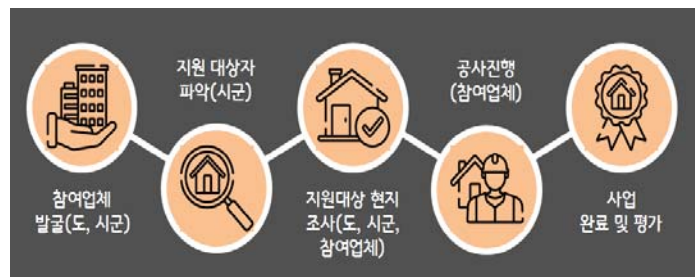 참여업체
발굴(도, 시군)
지원 대상자
파악(시군)
지원대상 현지
조사(도, 시군,
참여업체)
공사진행
(참여업체)
사업
완료 및 평가